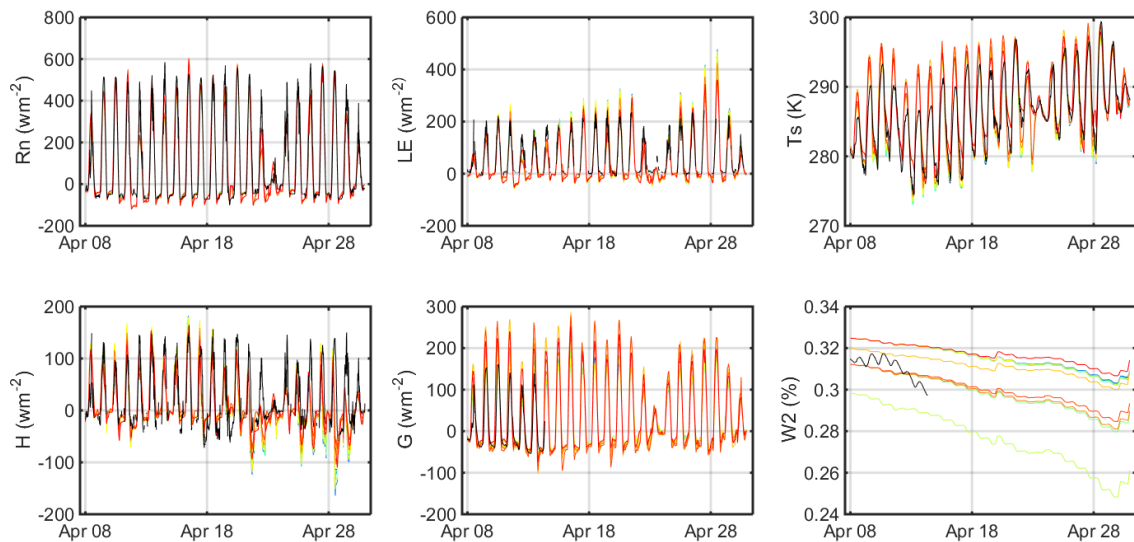 800
600
400
200
0
-200
Rn (wm-2)
Apr 08
Apr 18
Apr 28
600
400
200
0
-200
LE (wm-2)
Apr 08
Apr 18
Apr 28
300
290
280
270
Ts (K)
Apr 08
Apr 18
Apr 28
200
100
0
-100
-200
H (wm-2)
Apr 08
Apr 18
Apr 28
300
200
100
0
-100
-200
G (wm-2)
Apr 08
Apr 18
Apr 28
0.34
0.32
0.3
0.28
0.26
0.24
W2 (%)
Apr 08
Apr 18
Apr 28